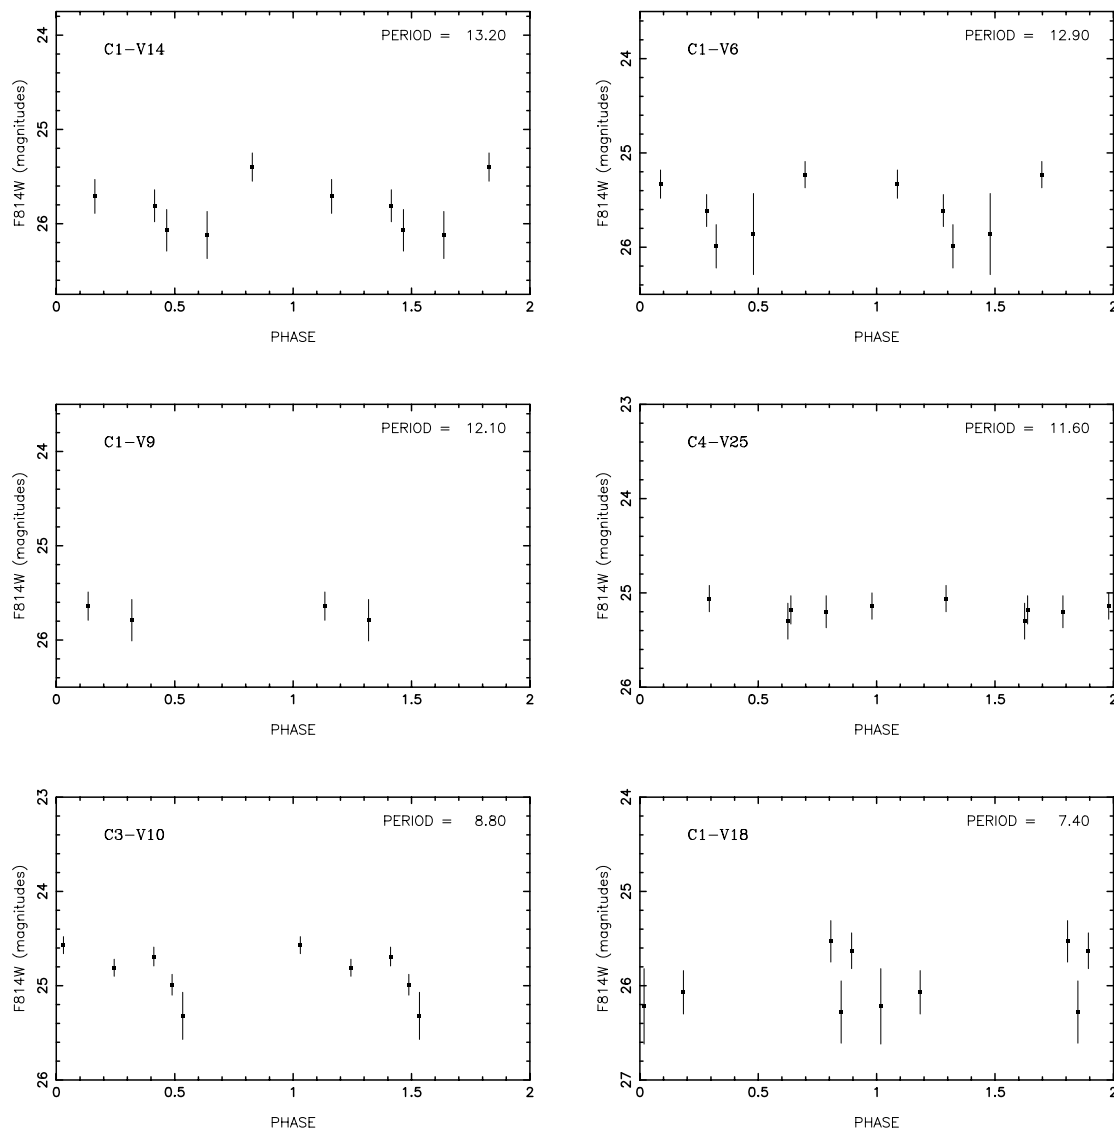 C1-V14
PERIOD = 13.20
F814W (magnitudes)
24
25
26
0
0.5
1
1.5
2
PHASE
C1-V6
PERIOD = 12.90
F814W (magnitudes)
24
25
26
0
0.5
1
1.5
2
PHASE
C1-V9
PERIOD = 12.10
F814W (magnitudes)
24
25
26
0
0.5
1
1.5
2
PHASE
C4-V25
PERIOD = 11.60
F814W (magnitudes)
23
24
25
26
0
0.5
1
1.5
2
PHASE
C3-V10
PERIOD = 8.80
F814W (magnitudes)
23
24
25
26
0
0.5
1
1.5
2
PHASE
C1-V18
PERIOD = 7.40
F814W (magnitudes)
24
25
26
27
0
0.5
1
1.5
2
PHASE